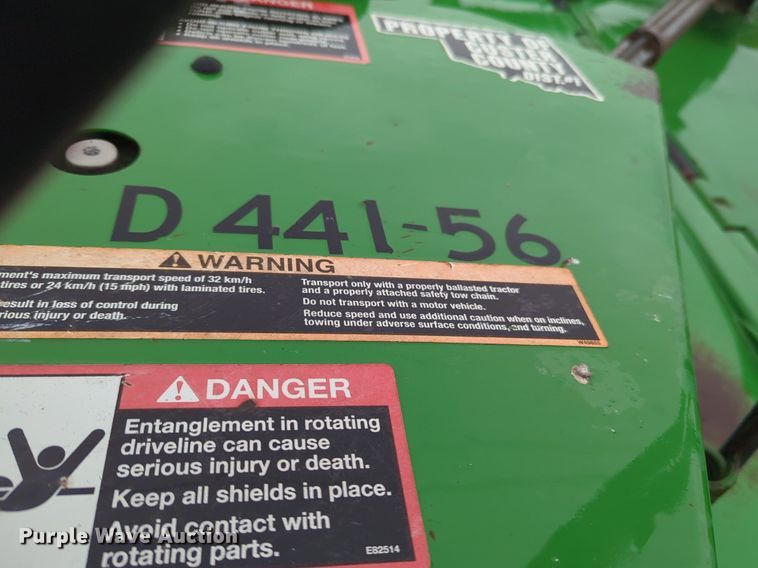 DANGER
PROPERTY OF
CUSTER
COUNTY
DIST.#1
D 441-56
WARNING
ment's maximum transport speed of 32 km/h
tires or 24 km/h (15 mph) with laminated tires.
result in loss of control during
rious injury or death.
Transport only with a properly ballasted tractor
and a properly attached safety tow chain.
Do not transport with a motor vehicle.
Reduce speed and use additional caution when on inclines,
towing under adverse surface conditions, and turning.
DANGER
Entanglement in rotating
driveline can cause
serious injury or death.
Keep all shields in place.
Avoid contact with
rotating parts.
E82514
Purple Wave Auction